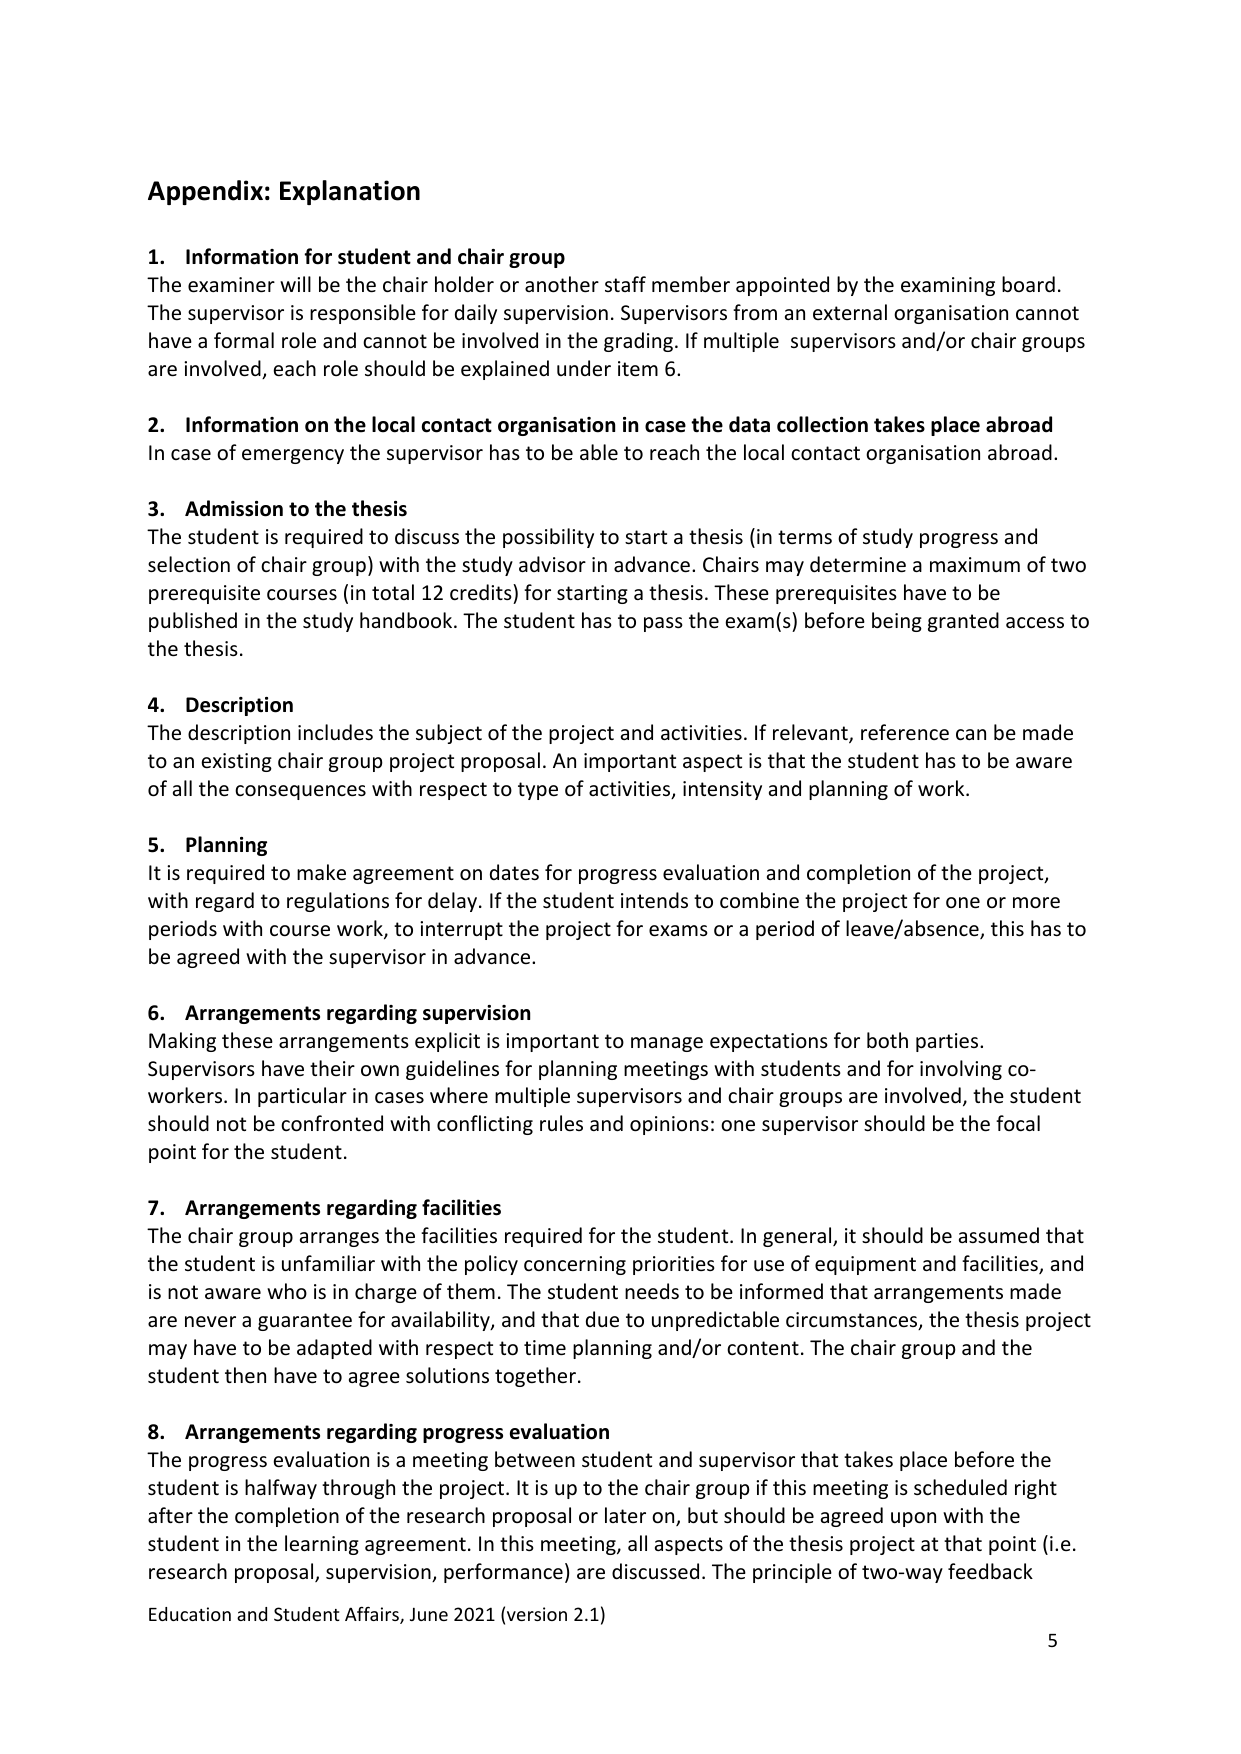 Appendix: Explanation
1. Information for student and chair group
The examiner will be the chair holder or another staff member appointed by the examining board.
The supervisor is responsible for daily supervision. Supervisors from an external organisation cannot
have a formal role and cannot be involved in the grading. If multiple  supervisors and/or chair groups
are involved, each role should be explained under item 6.
2. Information on the local contact organisation in case the data collection takes place abroad
In case of emergency the supervisor has to be able to reach the local contact organisation abroad.
3. Admission to the thesis
The student is required to discuss the possibility to start a thesis (in terms of study progress and
selection of chair group) with the study advisor in advance. Chairs may determine a maximum of two
prerequisite courses (in total 12 credits) for starting a thesis. These prerequisites have to be
published in the study handbook. The student has to pass the exam(s) before being granted access to
the thesis.
4. Description
The description includes the subject of the project and activities. If relevant, reference can be made
to an existing chair group project proposal. An important aspect is that the student has to be aware
of all the consequences with respect to type of activities, intensity and planning of work.
5. Planning
It is required to make agreement on dates for progress evaluation and completion of the project,
with regard to regulations for delay. If the student intends to combine the project for one or more
periods with course work, to interrupt the project for exams or a period of leave/absence, this has to
be agreed with the supervisor in advance.
6. Arrangements regarding supervision
Making these arrangements explicit is important to manage expectations for both parties.
Supervisors have their own guidelines for planning meetings with students and for involving co-
workers. In particular in cases where multiple supervisors and chair groups are involved, the student
should not be confronted with conflicting rules and opinions: one supervisor should be the focal
point for the student.
7. Arrangements regarding facilities
The chair group arranges the facilities required for the student. In general, it should be assumed that
the student is unfamiliar with the policy concerning priorities for use of equipment and facilities, and
is not aware who is in charge of them. The student needs to be informed that arrangements made
are never a guarantee for availability, and that due to unpredictable circumstances, the thesis project
may have to be adapted with respect to time planning and/or content. The chair group and the
student then have to agree solutions together.
8. Arrangements regarding progress evaluation
The progress evaluation is a meeting between student and supervisor that takes place before the
student is halfway through the project. It is up to the chair group if this meeting is scheduled right
after the completion of the research proposal or later on, but should be agreed upon with the
student in the learning agreement. In this meeting, all aspects of the thesis project at that point (i.e.
research proposal, supervision, performance) are discussed. The principle of two-way feedback
Education and Student Affairs, June 2021 (version 2.1)
5